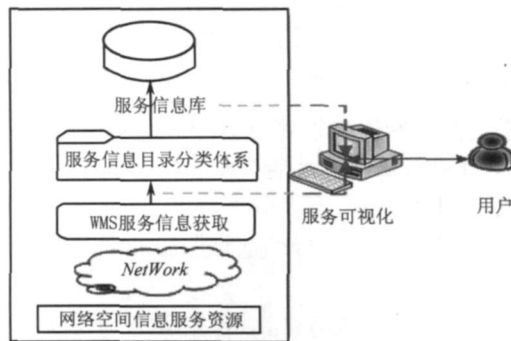 服务信息库
服务信息目录分类体系
WMS服务信息获取
NetWork
网络空间信息服务资源
服务可视化
用户